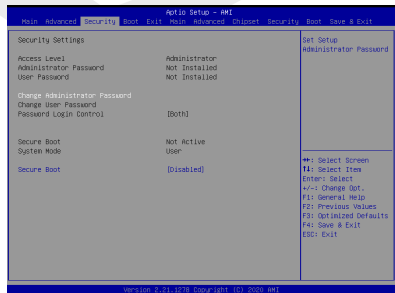 Aptio Setup - AMI
Main Advanced Security Boot Exit Main Advanced Chipset Security Boot Save & Exit
Security Settings
Access Level Administrator
Administrator Password Not Installed
User Password Not Installed
Change Administrator Password
Change User Password
Password Login Control [Both]
Secure Boot Not Active
System Mode User
Secure Boot [Disabled]
Set Setup
Administrator Password
→←: Select Screen
↑↓: Select Item
Enter: Select
+/-: Change Opt.
F1: General Help
F2: Previous Values
F3: Optimized Defaults
F4: Save & Exit
ESC: Exit
Version 2.21.1278 Copyright (C) 2020 AMI